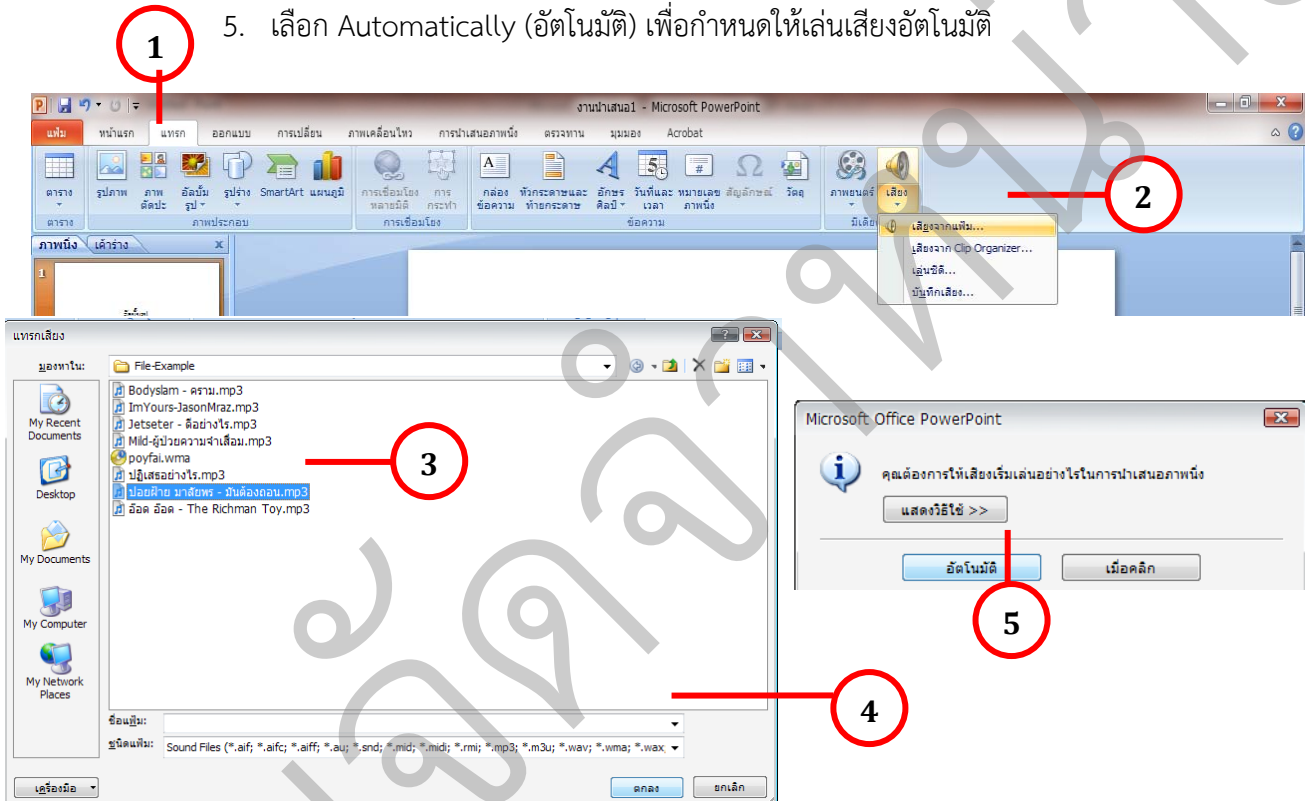 5. เลือก Automatically (อัตโนมัติ) เพื่อกำหนดให้เล่นเสียงอัตโนมัติ
1
งานนำเสนอ1 - Microsoft PowerPoint
แฟ้ม หน้าแรก แทรก ออกแบบ การเปลี่ยน ภาพเคลื่อนไหว การนำเสนอภาพนิ่ง ตรวจทาน มุมมอง Acrobat
ตาราง รูปภาพ ภาพตัดปะ อัลบั้มรูป รูปร่าง SmartArt แผนภูมิ การเชื่อมโยงหลายมิติ การกระทำ กล่องข้อความ หัวกระดาษและท้ายกระดาษ อักษรศิลป์ วันที่และเวลา หมายเลขภาพนิ่ง สัญลักษณ์ วัตถุ ภาพยนตร์ เสียง
2
ตาราง ภาพประกอบ การเชื่อมโยง ข้อความ
ภาพนิ่ง เค้าร่าง x
เสียงจากแฟ้ม...
เสียงจาก Clip Organizer...
เล่นซีดี...
บันทึกเสียง...
1
แทรกเสียง
มองหาใน: File-Example
My Recent Documents
Desktop
My Documents
My Computer
My Network Places
Bodyslam - คราม.mp3
ImYours-JasonMraz.mp3
Jetseter - ดีอย่างไร.mp3
Mild-ผู้ป่วยความจำเสื่อม.mp3
poyfai.wma
ปฏิเสธอย่างไร.mp3
ปอยฝ้าย มาลัยพร - มันต้องถอน.mp3
อ๊อด อ๊อด - The Richman Toy.mp3
3
ชื่อแฟ้ม:
ชนิดแฟ้ม: Sound Files (*.aif; *.aifc; *.aiff; *.au; *.snd; *.mid; *.midi; *.rmi; *.mp3; *.m3u; *.wav; *.wma; *.wax;
เครื่องมือ ตกลง ยกเลิก
4
Microsoft Office PowerPoint
คุณต้องการให้เสียงเริ่มเล่นอย่างไรในการนำเสนอภาพนิ่ง
แสดงวิธีใช้ >>
อัตโนมัติ เมื่อคลิก
5